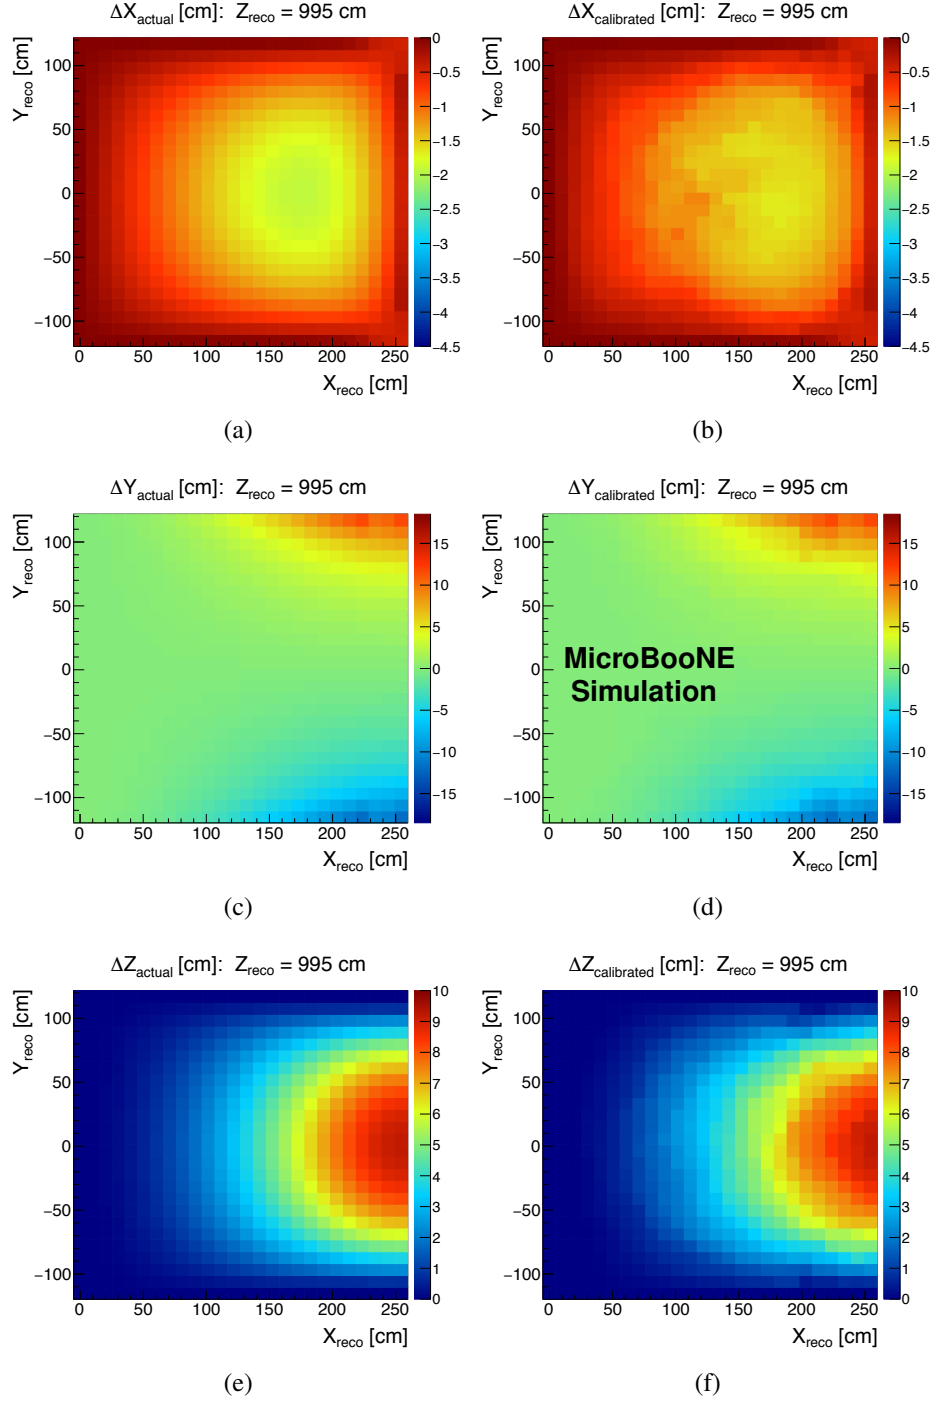 ΔX_actual [cm]: Z_reco = 995 cm
Y_reco [cm]
100
50
0
−50
−100
0 50 100 150 200 250
X_reco [cm]
0
−0.5
−1
−1.5
−2
−2.5
−3
−3.5
−4
−4.5
(a)
ΔX_calibrated [cm]: Z_reco = 995 cm
Y_reco [cm]
100
50
0
−50
−100
0 50 100 150 200 250
X_reco [cm]
0
−0.5
−1
−1.5
−2
−2.5
−3
−3.5
−4
−4.5
(b)
ΔY_actual [cm]: Z_reco = 995 cm
Y_reco [cm]
100
50
0
−50
−100
0 50 100 150 200 250
X_reco [cm]
15
10
5
0
−5
−10
−15
(c)
ΔY_calibrated [cm]: Z_reco = 995 cm
Y_reco [cm]
100
50
0
−50
−100
MicroBooNE
Simulation
0 50 100 150 200 250
X_reco [cm]
15
10
5
0
−5
−10
−15
(d)
ΔZ_actual [cm]: Z_reco = 995 cm
Y_reco [cm]
100
50
0
−50
−100
0 50 100 150 200 250
X_reco [cm]
10
9
8
7
6
5
4
3
2
1
0
(e)
ΔZ_calibrated [cm]: Z_reco = 995 cm
Y_reco [cm]
100
50
0
−50
−100
0 50 100 150 200 250
X_reco [cm]
10
9
8
7
6
5
4
3
2
1
0
(f)